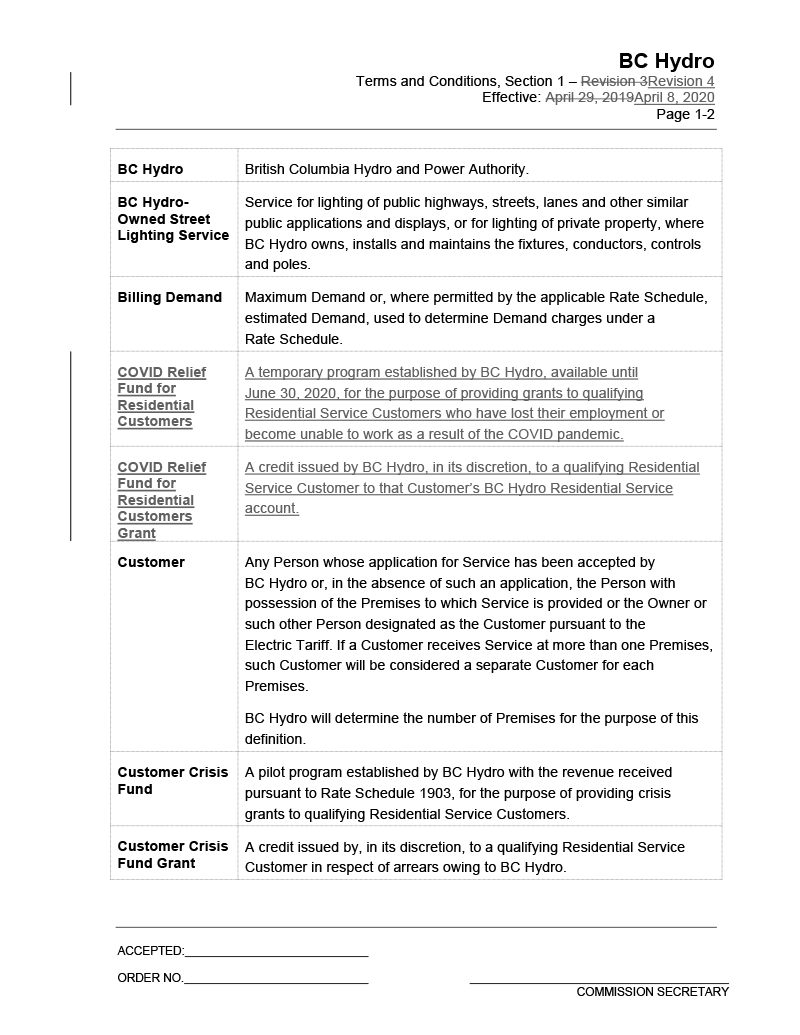 BC Hydro
Terms and Conditions, Section 1 – Revision 3Revision 4
Effective: April 29, 2019April 8, 2020
Page 1-2
BC Hydro
British Columbia Hydro and Power Authority.
BC Hydro-
Owned Street
Lighting Service
Service for lighting of public highways, streets, lanes and other similar
public applications and displays, or for lighting of private property, where
BC Hydro owns, installs and maintains the fixtures, conductors, controls
and poles.
Billing Demand
Maximum Demand or, where permitted by the applicable Rate Schedule,
estimated Demand, used to determine Demand charges under a
Rate Schedule.
COVID Relief
Fund for
Residential
Customers
A temporary program established by BC Hydro, available until
June 30, 2020, for the purpose of providing grants to qualifying
Residential Service Customers who have lost their employment or
become unable to work as a result of the COVID pandemic.
COVID Relief
Fund for
Residential
Customers
Grant
A credit issued by BC Hydro, in its discretion, to a qualifying Residential
Service Customer to that Customer’s BC Hydro Residential Service
account.
Customer
Any Person whose application for Service has been accepted by
BC Hydro or, in the absence of such an application, the Person with
possession of the Premises to which Service is provided or the Owner or
such other Person designated as the Customer pursuant to the
Electric Tariff. If a Customer receives Service at more than one Premises,
such Customer will be considered a separate Customer for each
Premises.
BC Hydro will determine the number of Premises for the purpose of this
definition.
Customer Crisis
Fund
A pilot program established by BC Hydro with the revenue received
pursuant to Rate Schedule 1903, for the purpose of providing crisis
grants to qualifying Residential Service Customers.
Customer Crisis
Fund Grant
A credit issued by, in its discretion, to a qualifying Residential Service
Customer in respect of arrears owing to BC Hydro.
ACCEPTED:
ORDER NO.
COMMISSION SECRETARY